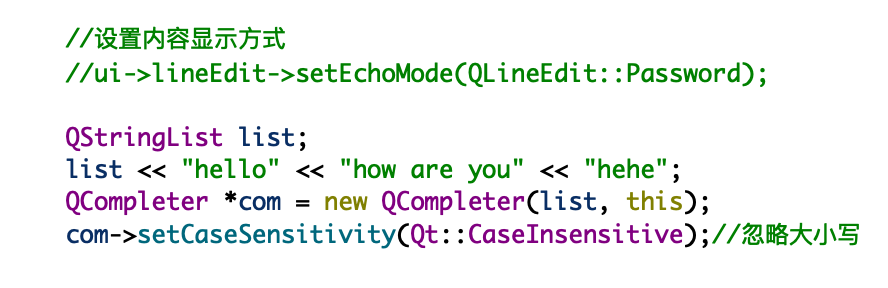 //设置内容显示方式
//ui->lineEdit->setEchoMode(QLineEdit::Password);
QStringList list;
list << "hello" << "how are you" << "hehe";
QCompleter *com = new QCompleter(list, this);
com->setCaseSensitivity(Qt::CaseInsensitive);//忽略大小写